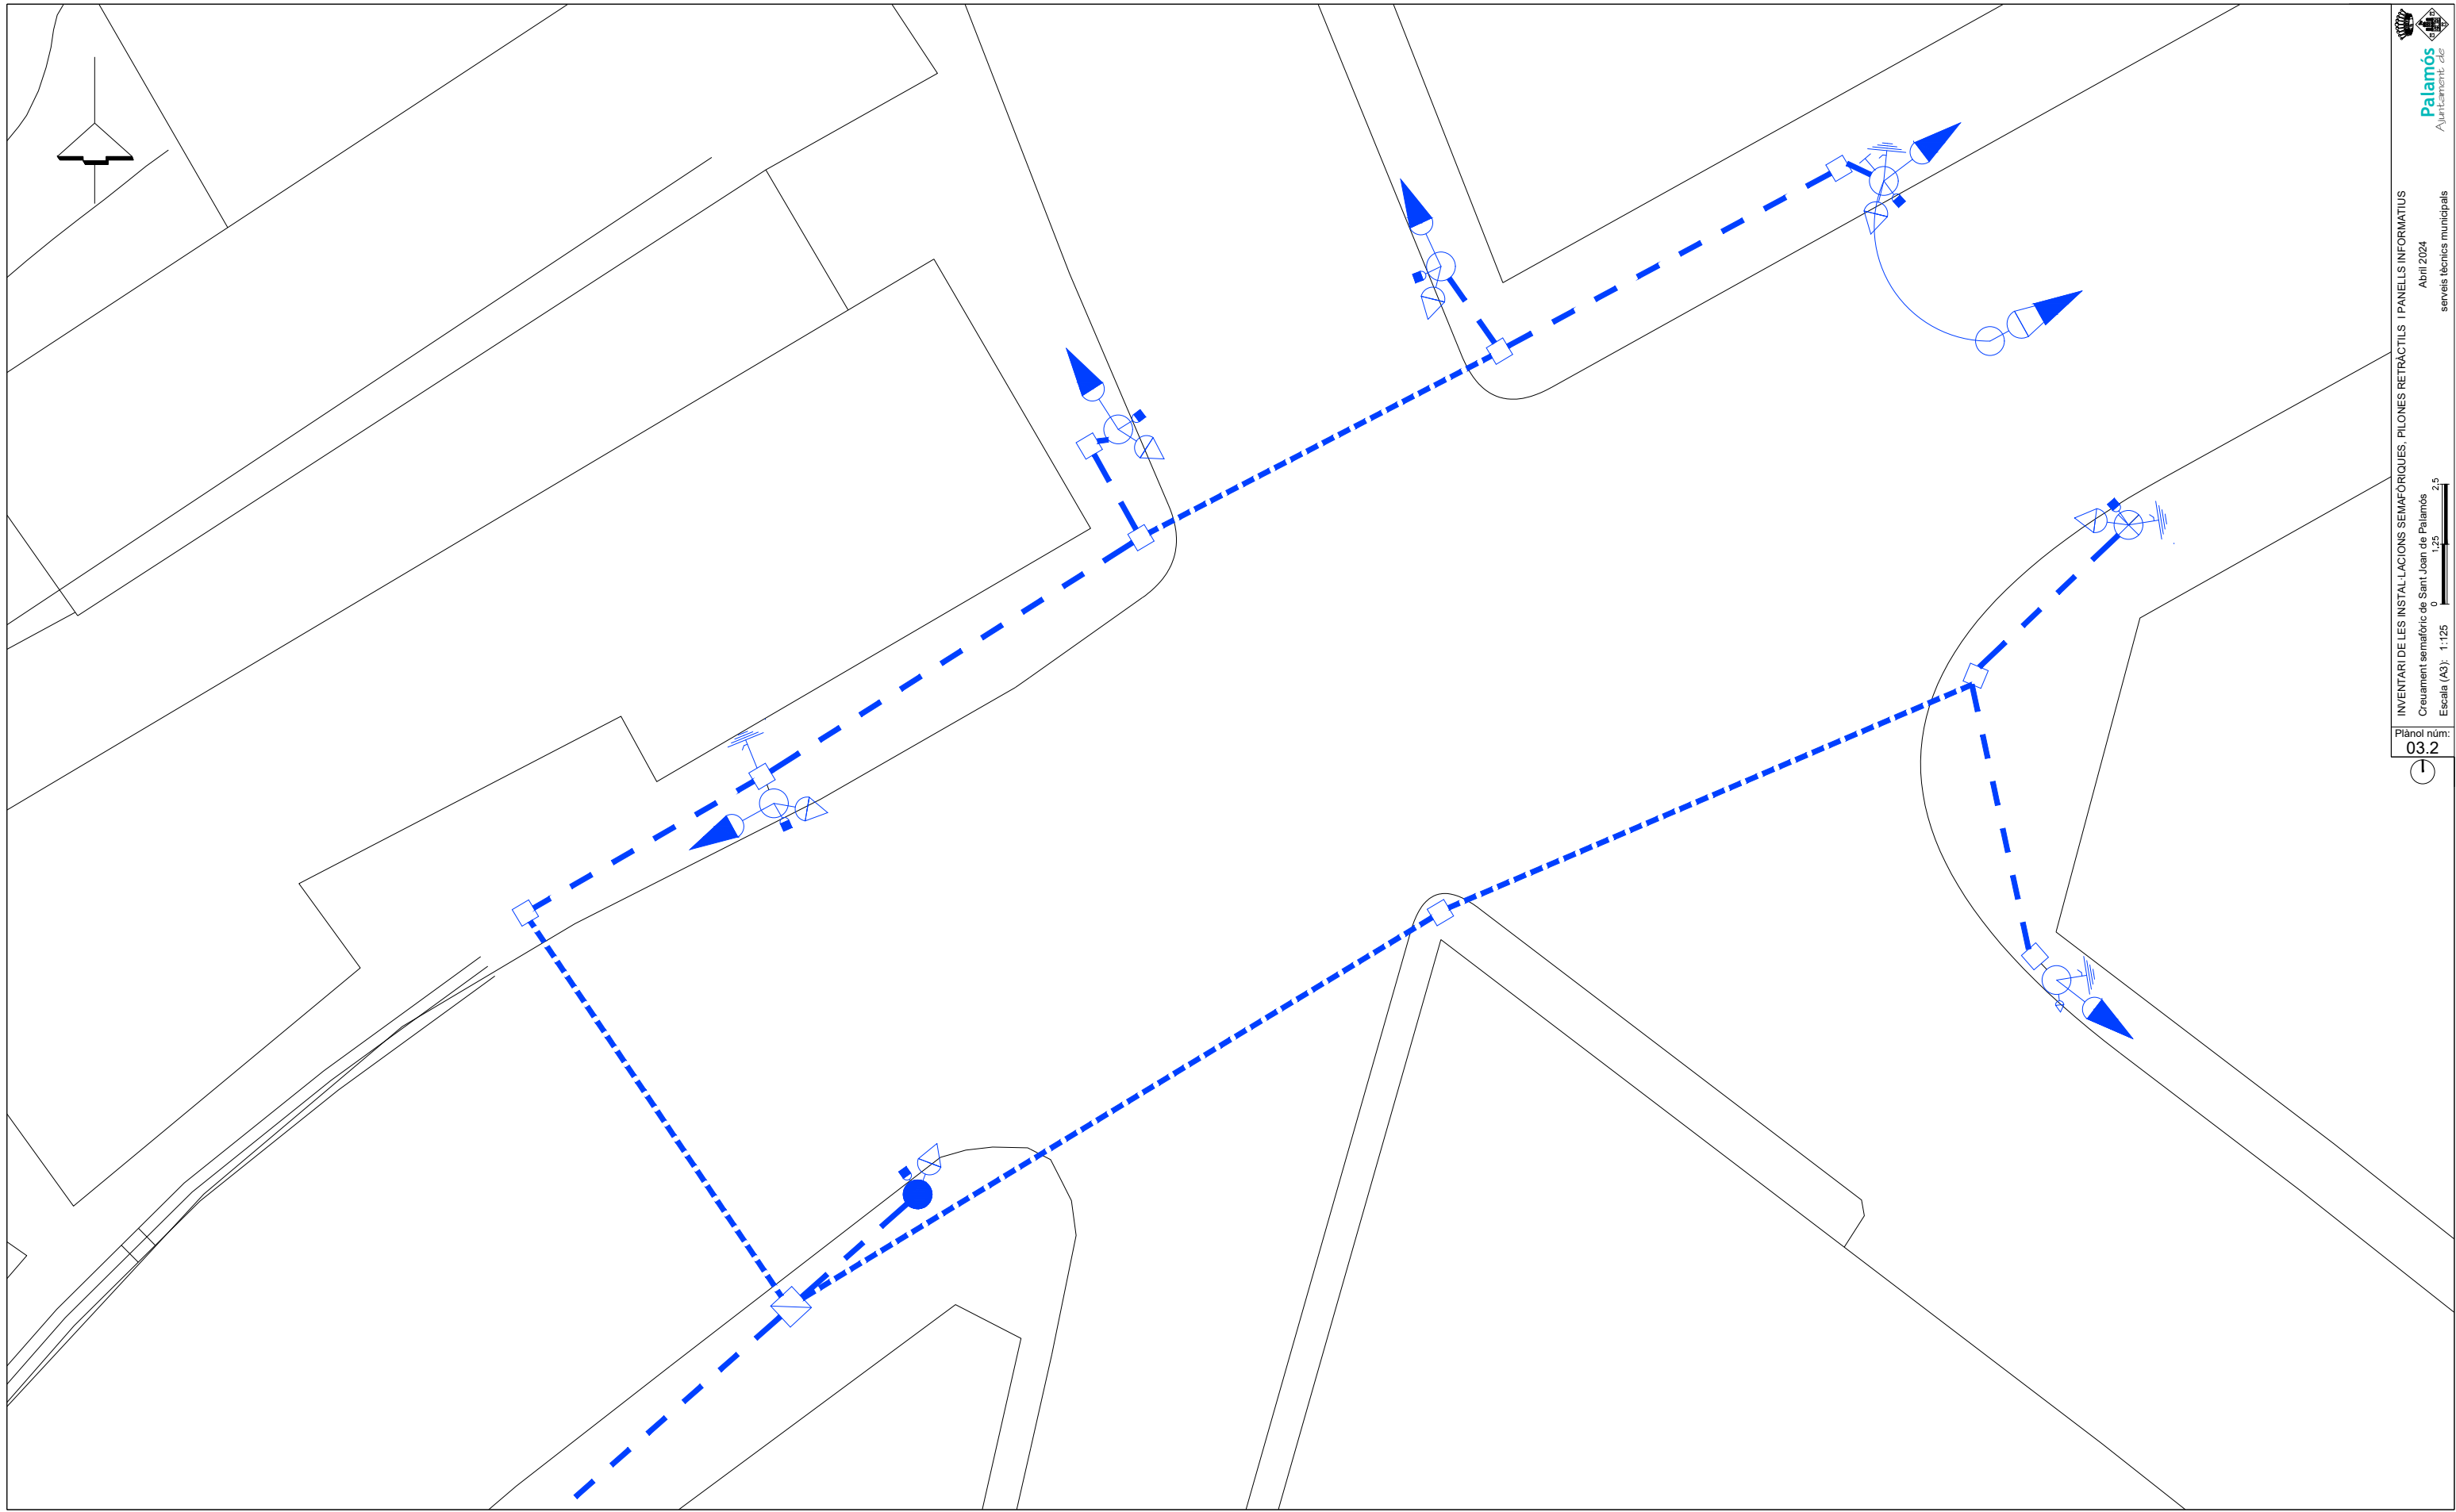 Ajuntament de
Palamós
INVENTARI DE LES INSTAL·LACIONS SEMAFÒRIQUES, PILONES RETRÀCTILS I PANELLS INFORMATIUS
Creuament semafòric de Sant Joan de Palamós
Abril 2024
Escala (A3): 1:125
0 1,25 2,5
serveis tècnics municipals
Plànol núm:
03.2